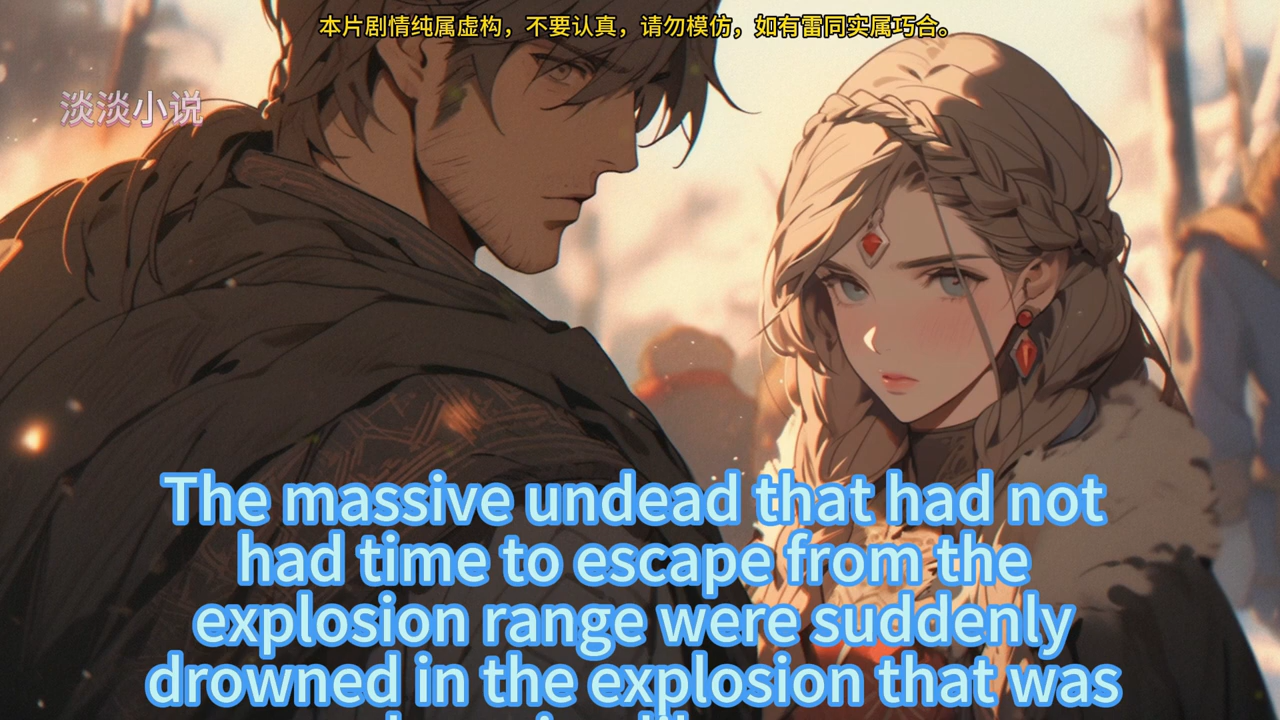 本片剧情纯属虚构，不要认真，请勿模仿，如有雷同实属巧合。
淡淡小说
The massive undead that had not
had time to escape from the
explosion range were suddenly
drowned in the explosion that was